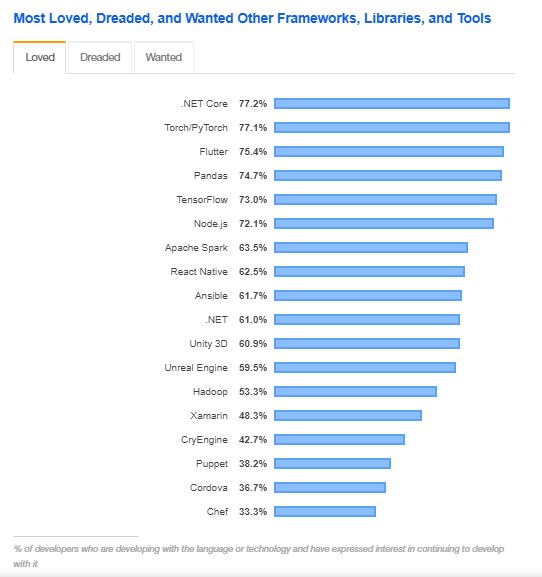 Most Loved, Dreaded, and Wanted Other Frameworks, Libraries, and Tools
Loved Dreaded Wanted
.NET Core 77.2%
Torch/PyTorch 77.1%
Flutter 75.4%
Pandas 74.7%
TensorFlow 73.0%
Node.js 72.1%
Apache Spark 63.5%
React Native 62.5%
Ansible 61.7%
.NET 61.0%
Unity 3D 60.9%
Unreal Engine 59.5%
Hadoop 53.3%
Xamarin 48.3%
CryEngine 42.7%
Puppet 38.2%
Cordova 36.7%
Chef 33.3%
% of developers who are developing with the language or technology and have expressed interest in continuing to develop
with it